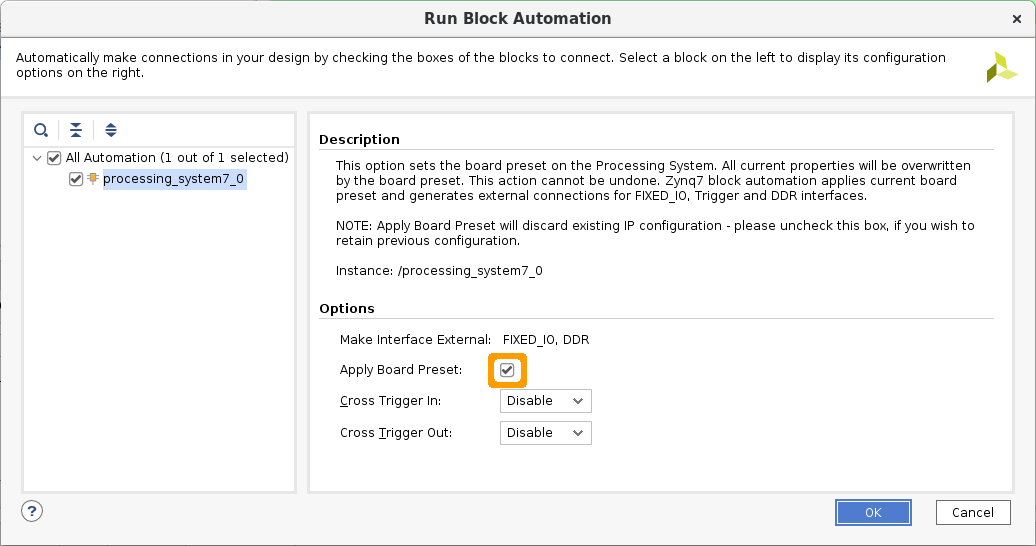 Run Block Automation
Automatically make connections in your design by checking the boxes of the blocks to connect. Select a block on the left to display its configuration
options on the right.
All Automation (1 out of 1 selected)
processing_system7_0
Description
This option sets the board preset on the Processing System. All current properties will be overwritten
by the board preset. This action cannot be undone. Zynq7 block automation applies current board
preset and generates external connections for FIXED_IO, Trigger and DDR interfaces.
NOTE: Apply Board Preset will discard existing IP configuration - please uncheck this box, if you wish to
retain previous configuration.
Instance: /processing_system7_0
Options
Make Interface External: FIXED_IO, DDR
Apply Board Preset:
Cross Trigger In: Disable
Cross Trigger Out: Disable
? OK Cancel